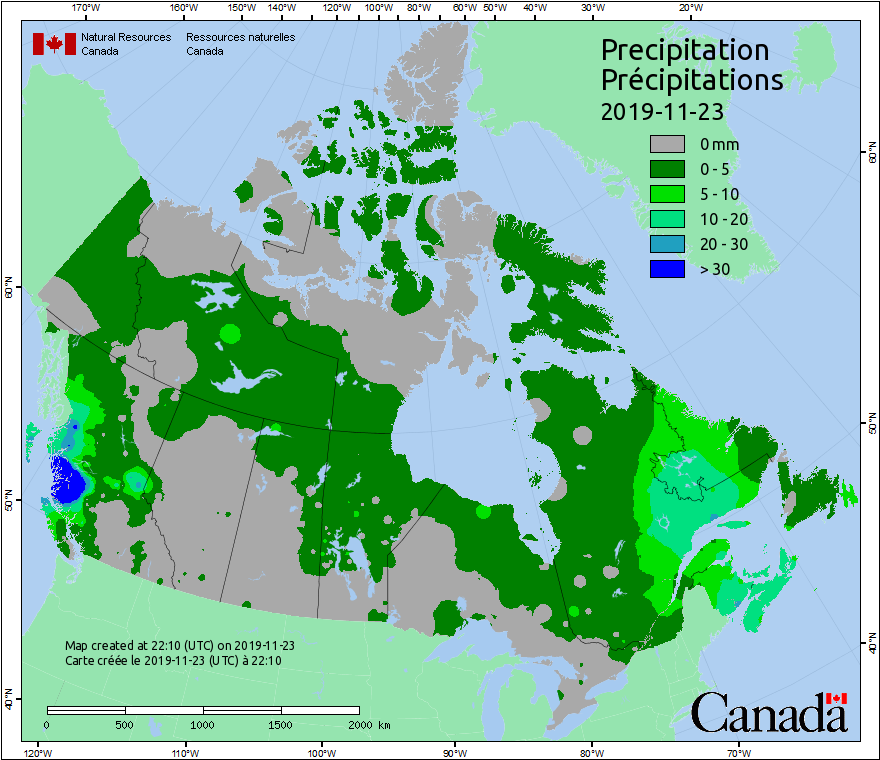 170°W 160°W 150°W 140°W 130°W 120°W 110°W 100°W 90°W 80°W 70°W 60°W 50°W 40°W 30°W 20°W
Natural Resources Ressources naturelles
Canada Canada
Precipitation
Précipitations
2019-11-23
0 mm
0 - 5
5 - 10
10 - 20
20 - 30
> 30
60°N
60°N
50°N
50°N
40°N
40°N
Map created at 22:10 (UTC) on 2019-11-23
Carte créée le 2019-11-23 (UTC) à 22:10
0 500 1000 1500 2000 km
Canada
120°W 110°W 100°W 90°W 80°W 70°W